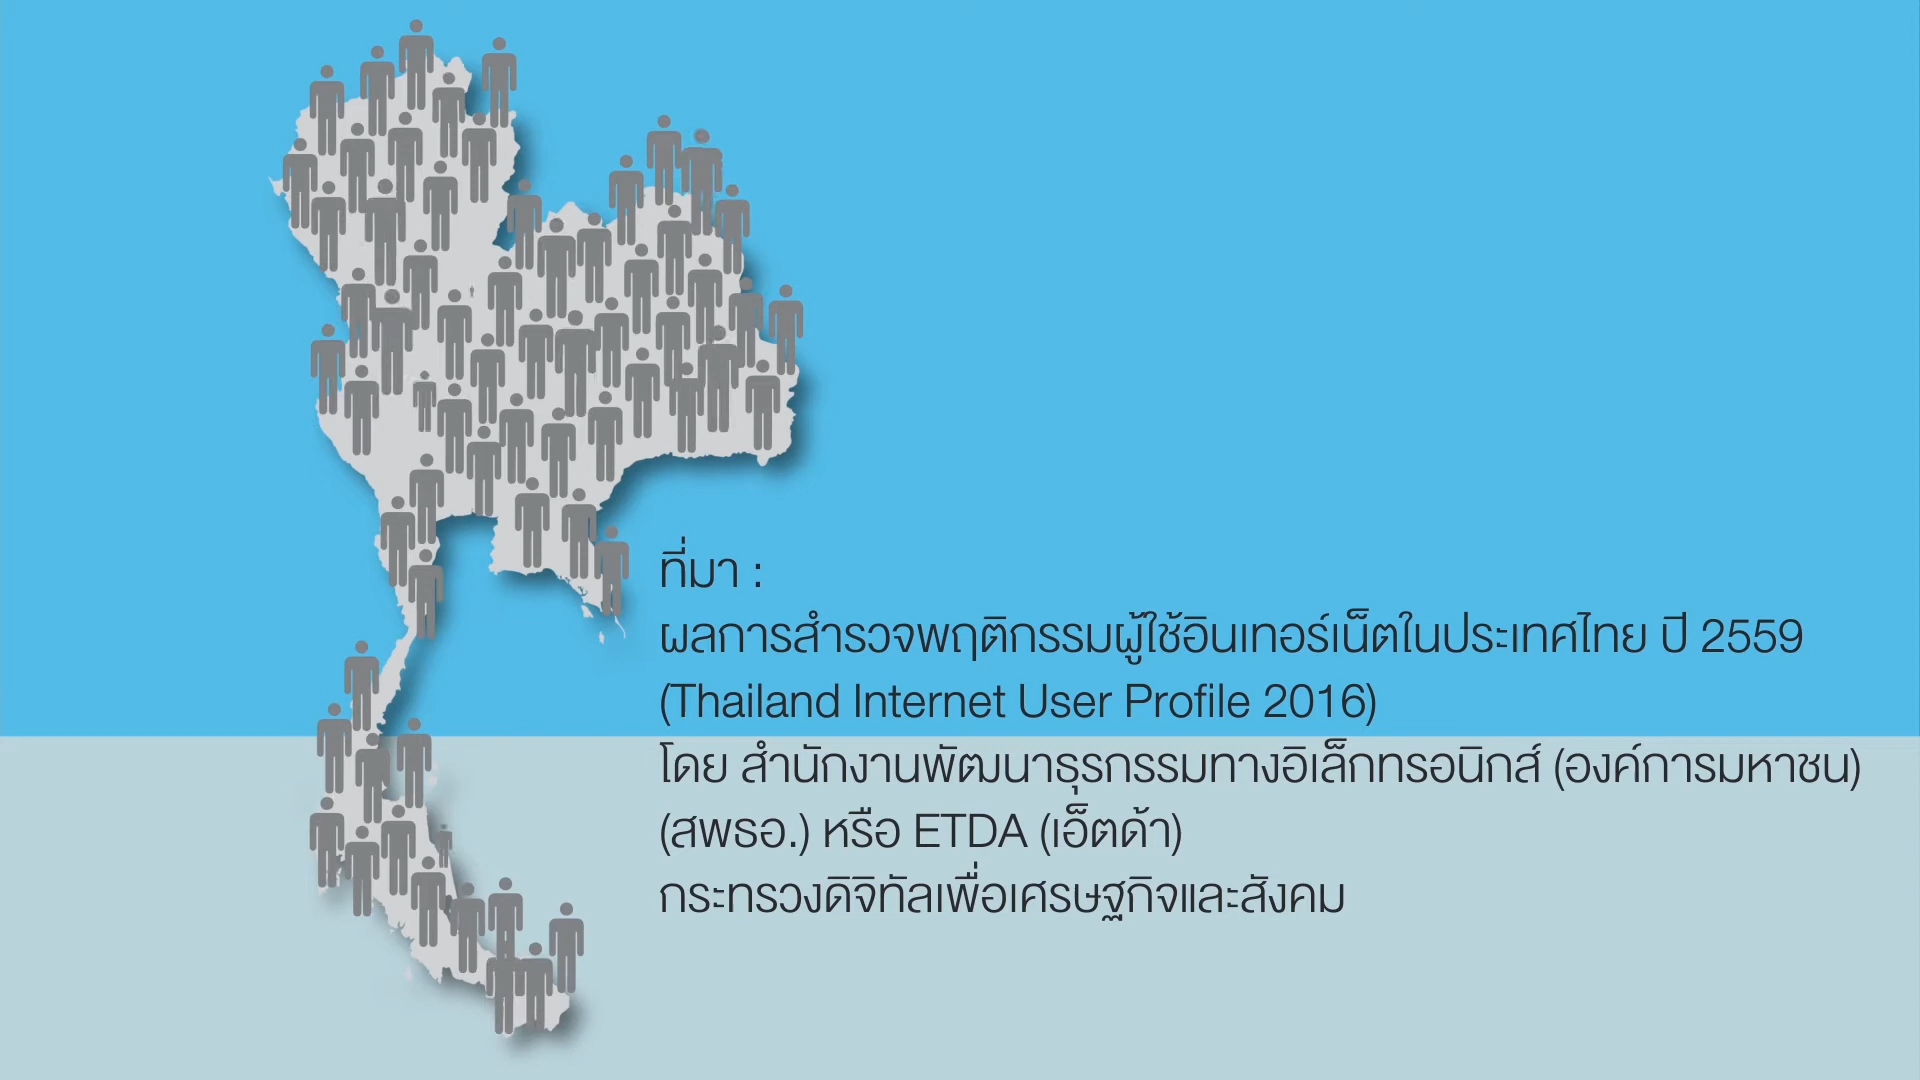 ที่มา :
ผลการสำรวจพฤติกรรมผู้ใช้อินเทอร์เน็ตในประเทศไทย ปี 2559
(Thailand Internet User Profile 2016)
โดย สำนักงานพัฒนาธุรกรรมทางอิเล็กทรอนิกส์ (องค์การมหาชน)
(สพธอ.) หรือ ETDA (เอ็ตด้า)
กระทรวงดิจิทัลเพื่อเศรษฐกิจและสังคม